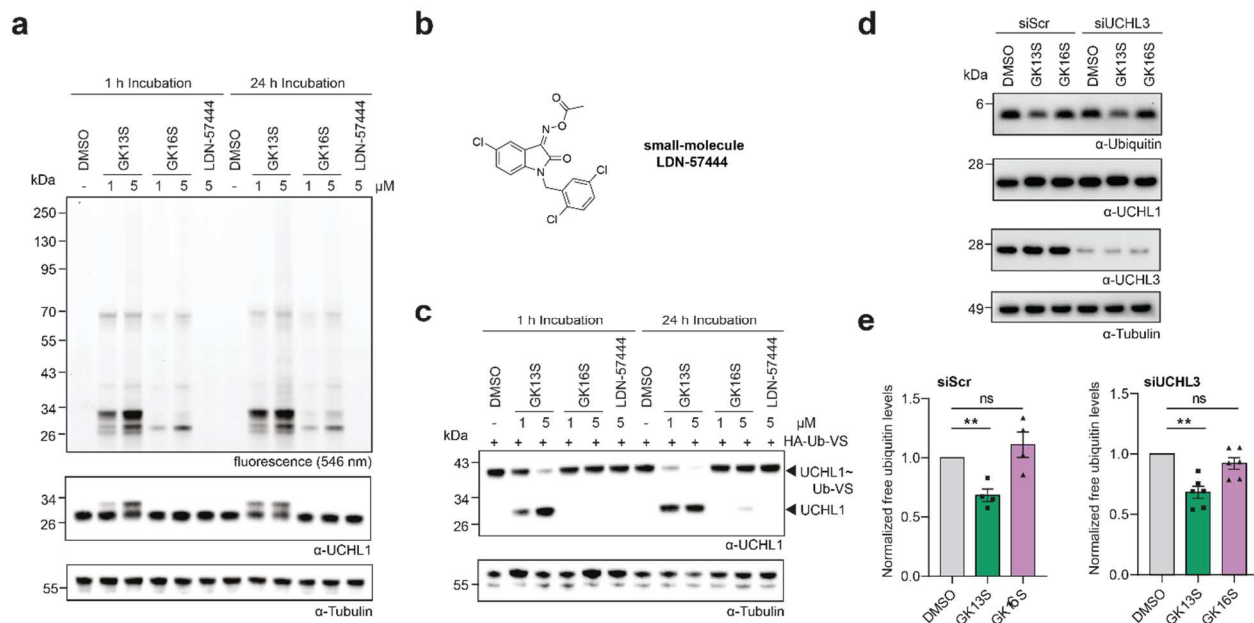 a
1 h Incubation 24 h Incubation
DMSO GK13S GK16S LDN-57444 DMSO GK13S GK16S LDN-57444
kDa - 1 5 1 5 5 - 1 5 1 5 5 μM
250
130
95
70
55
43
34
26
fluorescence (546 nm)
34
26
α-UCHL1
55
α-Tubulin
b
O
N O
Cl
O
N
Cl
Cl
small-molecule
LDN-57444
c
1 h Incubation 24 h Incubation
DMSO GK13S GK16S LDN-57444 DMSO GK13S GK16S LDN-57444
- 1 5 1 5 5 - 1 5 1 5 5 μM
kDa + + + + + + + + + + + + HA-Ub-VS
43
UCHL1~
Ub-VS
34
UCHL1
26
α-UCHL1
55
α-Tubulin
d
siScr siUCHL3
DMSO GK13S GK16S DMSO GK13S GK16S
kDa
6
α-Ubiquitin
28
α-UCHL1
28
α-UCHL3
49
α-Tubulin
e
siScr
Normalized free ubiquitin levels
1.5
1.0
0.5
0.0
ns
**
DMSO GK13S GK16S
siUCHL3
Normalized free ubiquitin levels
1.5
1.0
0.5
0.0
ns
**
DMSO GK13S GK16S